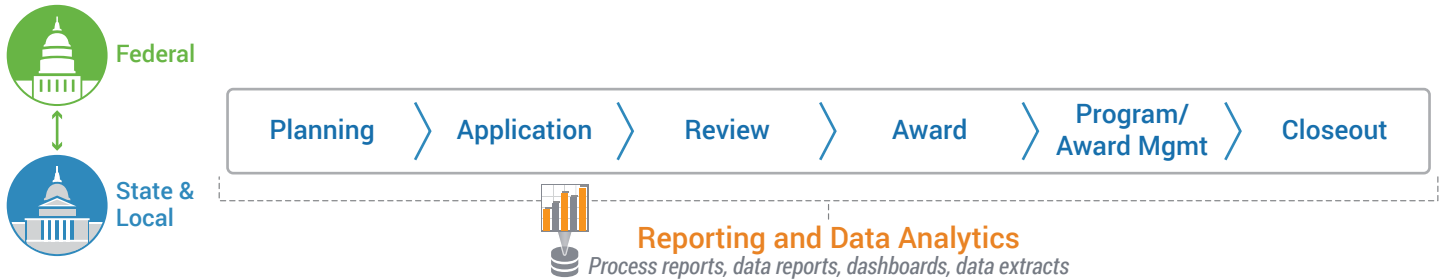 Federal
State &
Local
Planning
Application
Review
Award
Program/
Award Mgmt
Closeout
Reporting and Data Analytics
Process reports, data reports, dashboards, data extracts